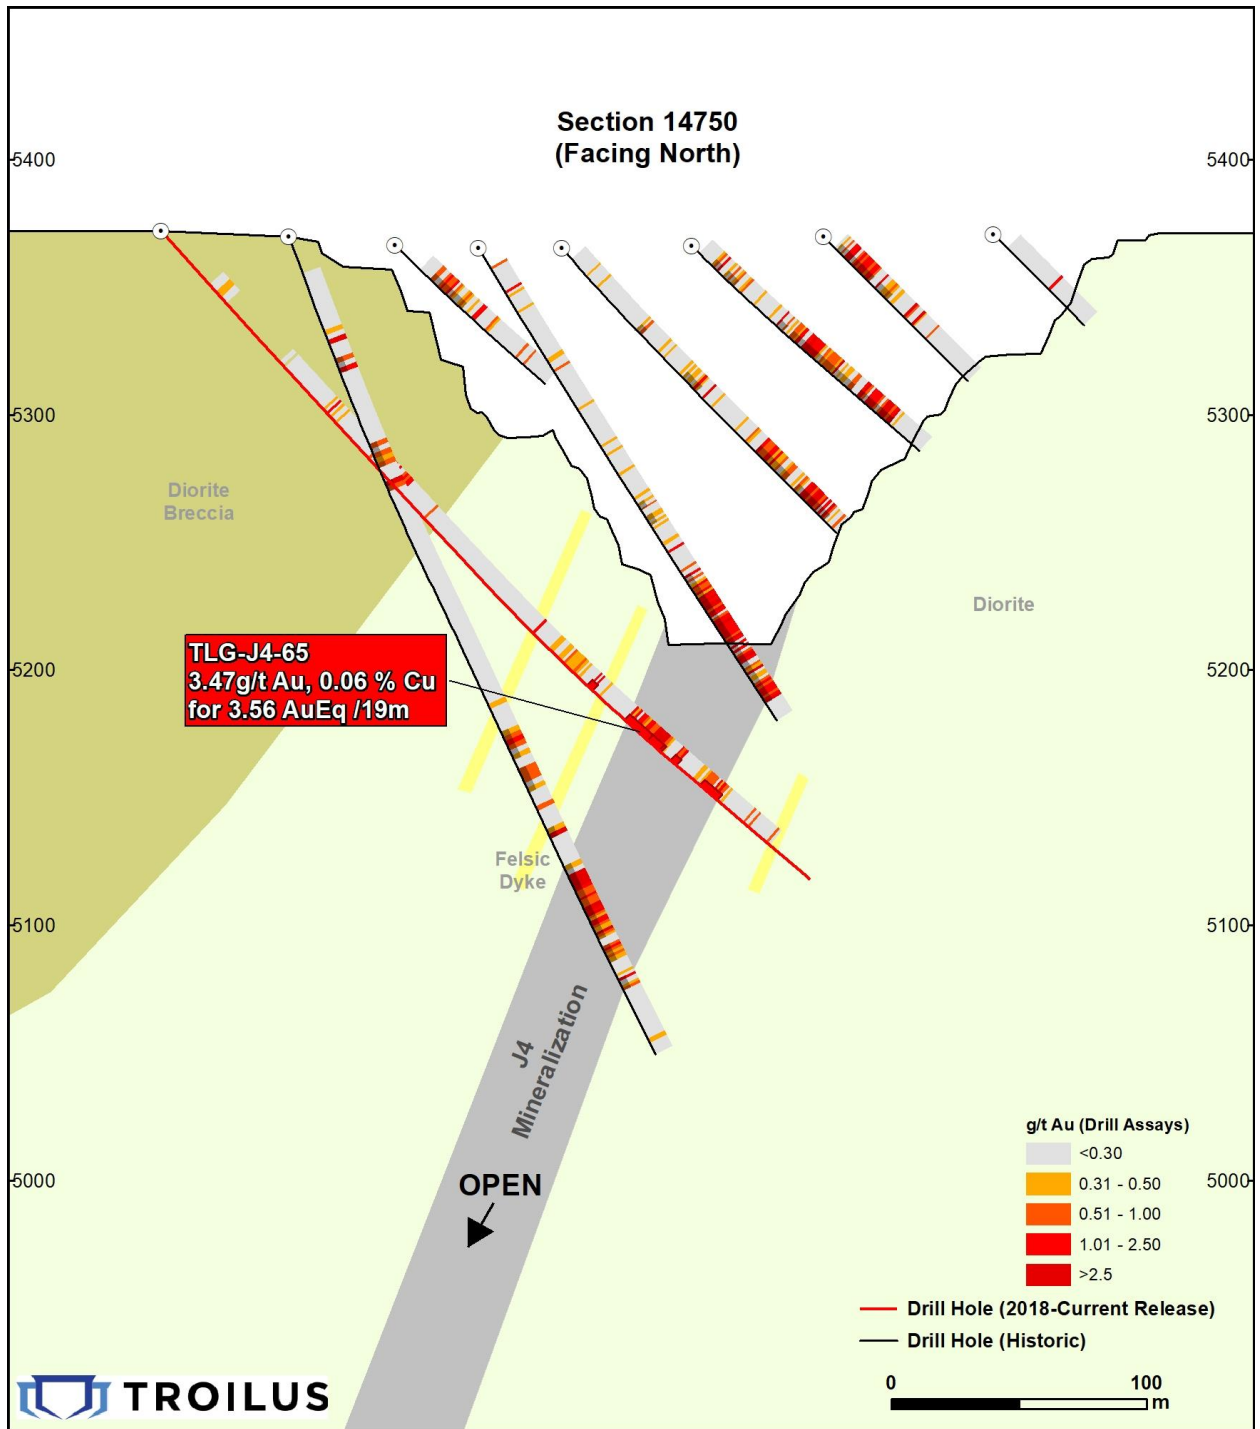 Section 14750
(Facing North)
5400
5400
5300
5300
Diorite
Breccia
Diorite
TLG-J4-65
3.47g/t Au, 0.06 % Cu
for 3.56 AuEq /19m
5200
5200
Felsic
Dyke
5100
5100
J4
Mineralization
OPEN
5000
5000
g/t Au (Drill Assays)
<0.30
0.31 - 0.50
0.51 - 1.00
1.01 - 2.50
>2.5
Drill Hole (2018-Current Release)
Drill Hole (Historic)
0 100
m
TROILUS